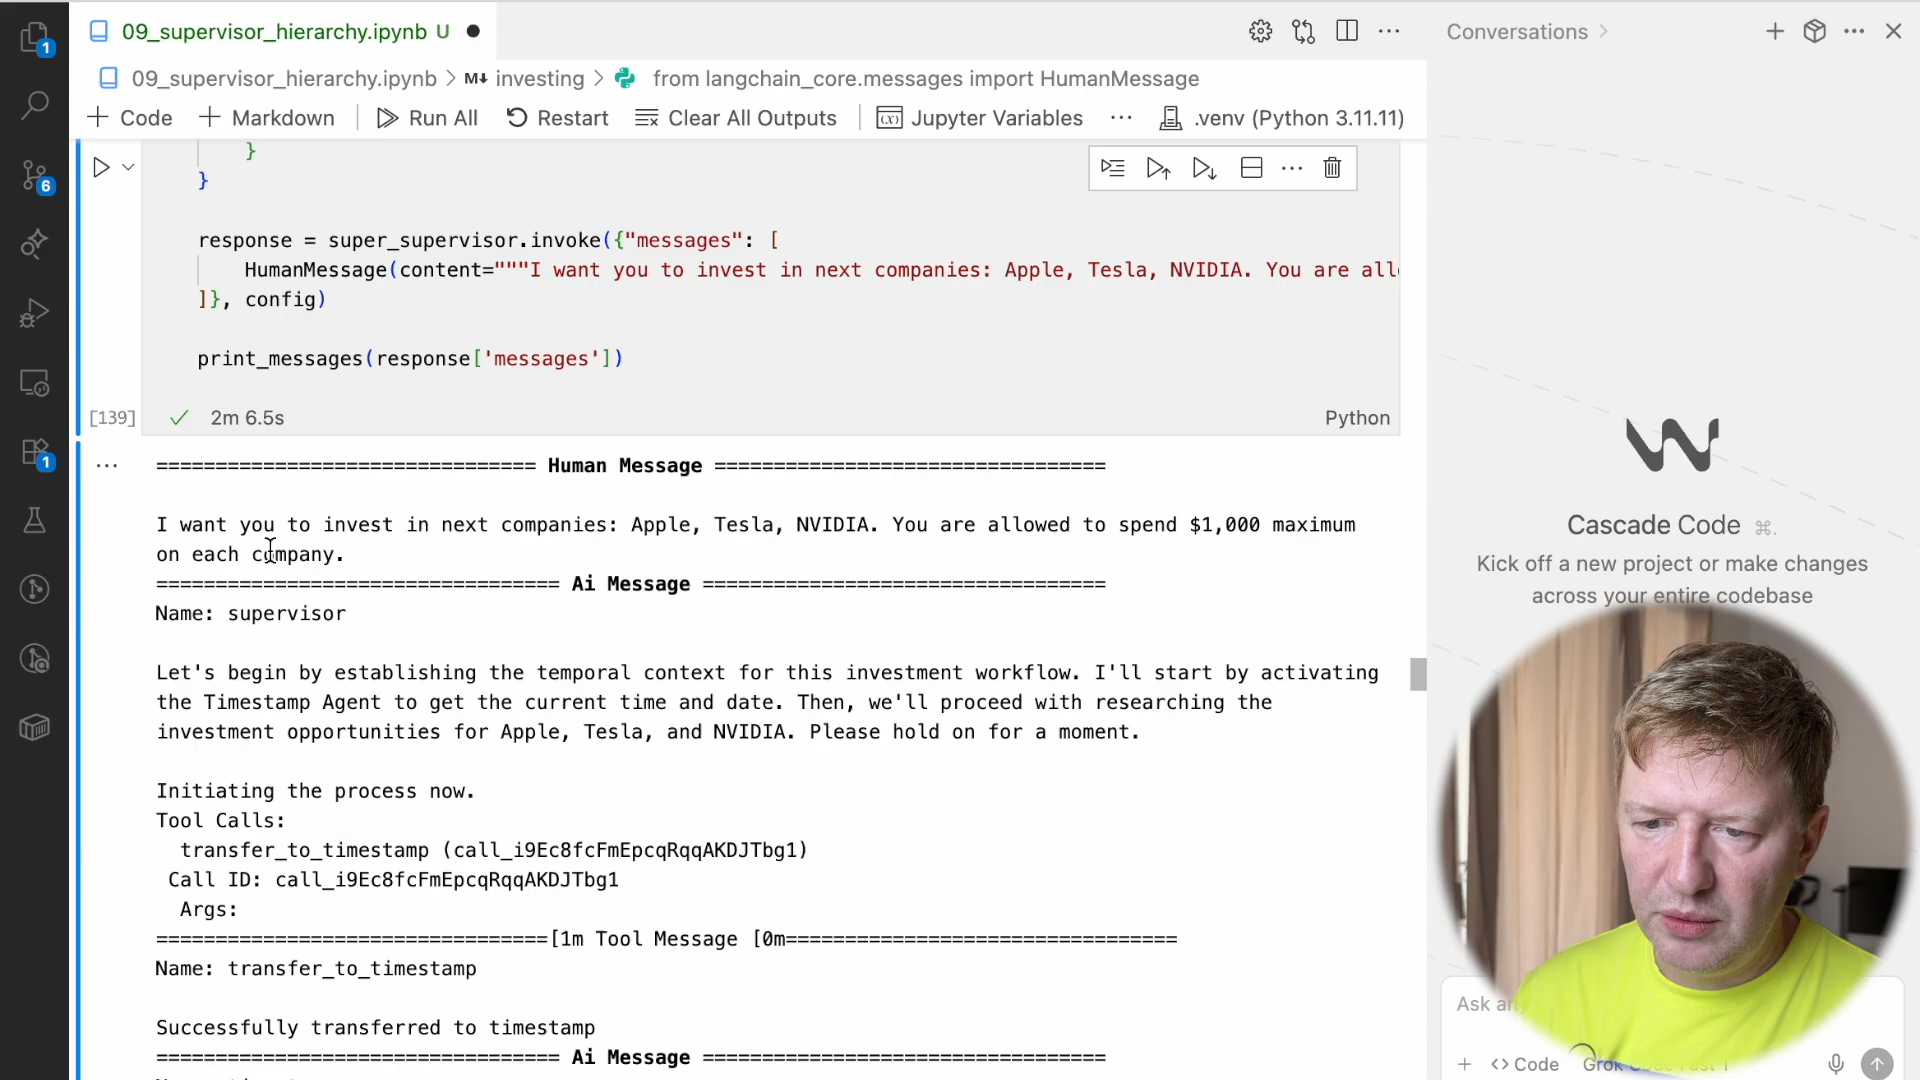 09_supervisor_hierarchy.ipynb U
Conversations
09_supervisor_hierarchy.ipynb > M↓ investing > from langchain_core.messages import HumanMessage
Code Markdown Run All Restart Clear All Outputs Jupyter Variables ... .venv (Python 3.11.11)
1
6
1
}
}
response = super_supervisor.invoke({"messages": [
HumanMessage(content="""I want you to invest in next companies: Apple, Tesla, NVIDIA. You are all
]}, config)
print_messages(response['messages'])
[139] 2m 6.5s Python
================================ Human Message =================================
I want you to invest in next companies: Apple, Tesla, NVIDIA. You are allowed to spend $1,000 maximum
on each company.
================================== Ai Message ==================================
Name: supervisor
Let's begin by establishing the temporal context for this investment workflow. I'll start by activating
the Timestamp Agent to get the current time and date. Then, we'll proceed with researching the
investment opportunities for Apple, Tesla, and NVIDIA. Please hold on for a moment.
Initiating the process now.
Tool Calls:
transfer_to_timestamp (call_i9Ec8fcFmEpcqRqqAKDJTbg1)
Call ID: call_i9Ec8fcFmEpcqRqqAKDJTbg1
Args:
=================================[1m Tool Message [0m=================================
Name: transfer_to_timestamp
Successfully transferred to timestamp
================================== Ai Message ==================================
Cascade Code ⌘.
Kick off a new project or make changes
across your entire codebase
Ask
<> Code Grok